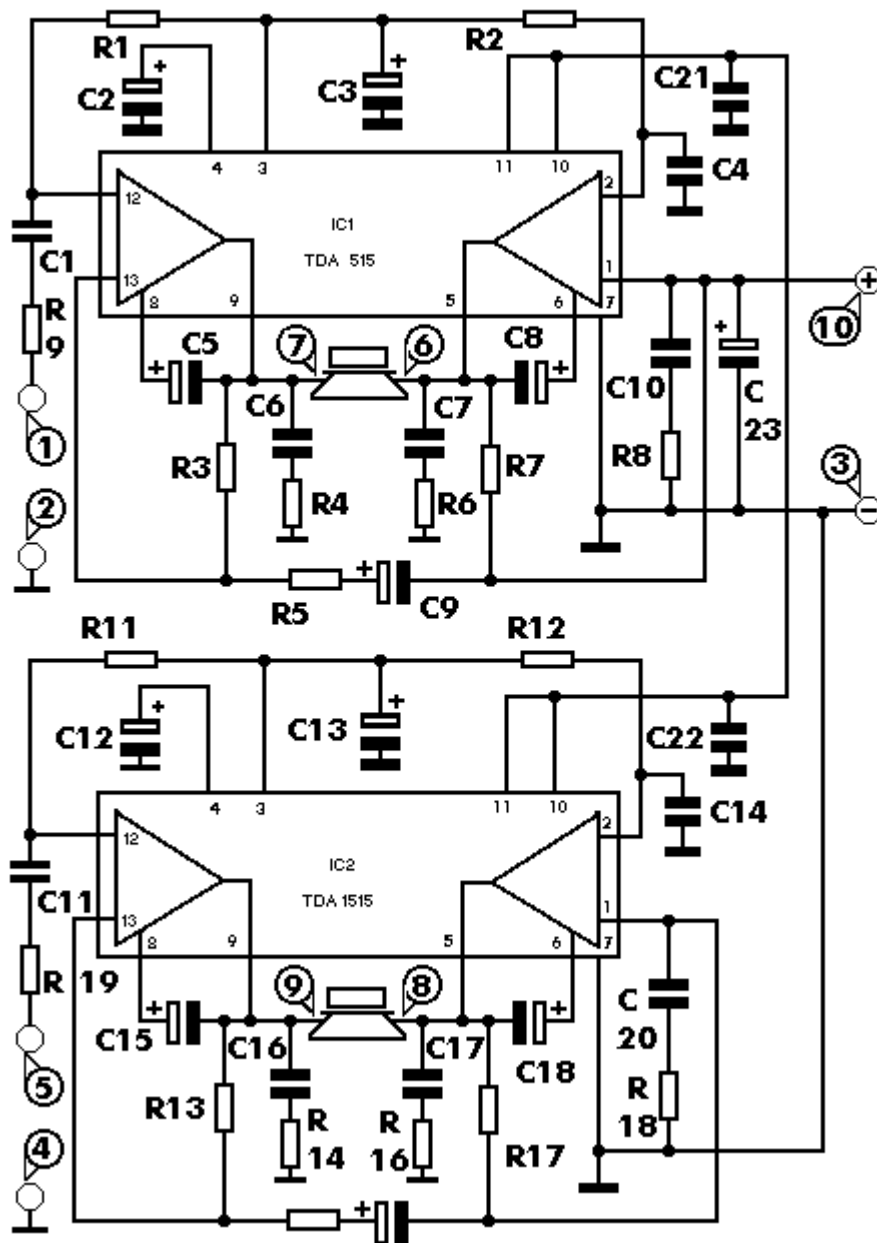 R1
R2
C2
+
C3
+
C21
C4
4
3
11
10
12
2
IC1
TDA 515
C1
13
1
8
9
5
6
7
R
9
+
C5
7
6
C8
+
+
10
C6
C7
C10
C
23
1
R3
R4
R6
R7
R8
3
−
2
R5
+
C9
R11
R12
C12
+
C13
+
C22
C14
4
3
11
10
12
2
IC2
TDA 1515
C11
13
1
8
9
5
6
7
R 19
+
C15
9
8
+
C16
C17
C18
C
20
5
R13
R
14
R
16
R17
R
18
4
+